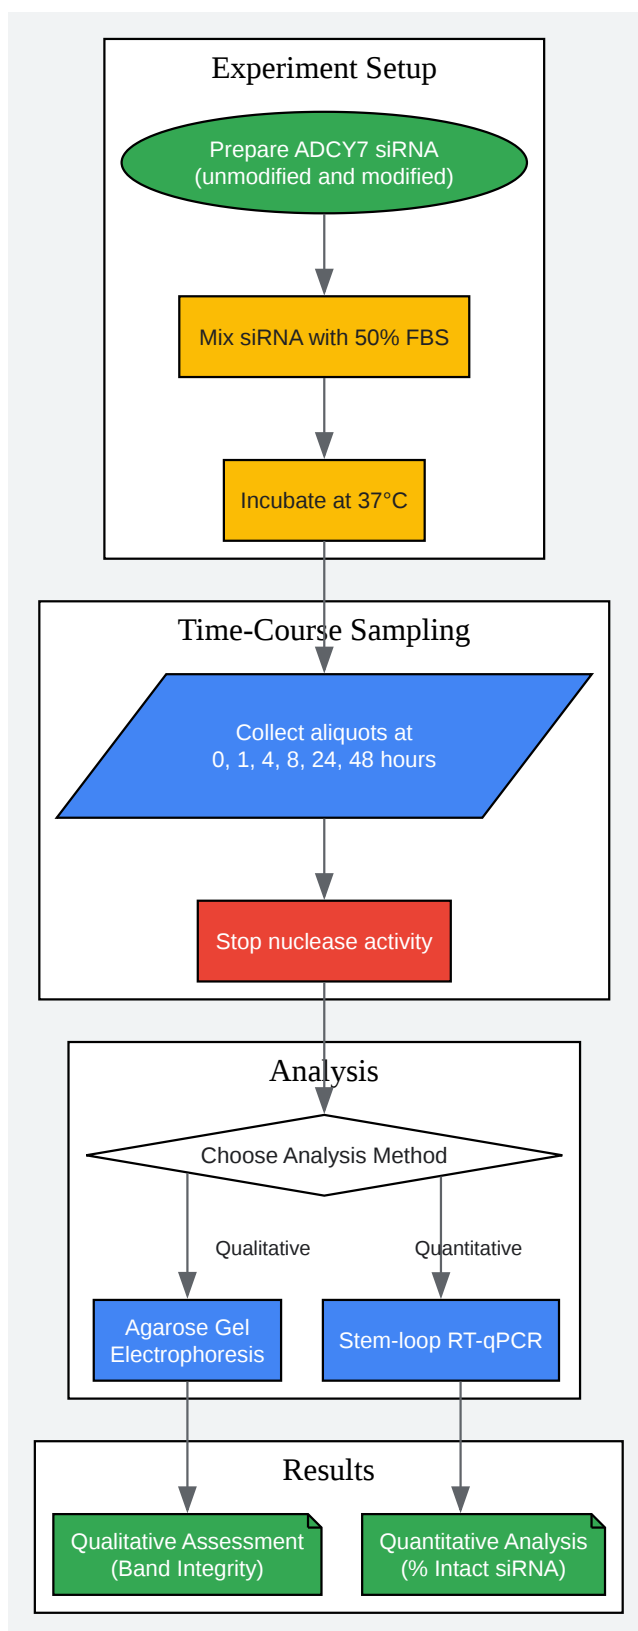 Experiment Setup
Prepare ADCY7 siRNA
(unmodified and modified)
Mix siRNA with 50% FBS
Incubate at 37°C
Time-Course Sampling
Collect aliquots at
0, 1, 4, 8, 24, 48 hours
Stop nuclease activity
Analysis
Choose Analysis Method
Qualitative
Quantitative
Agarose Gel
Electrophoresis
Stem-loop RT-qPCR
Results
Qualitative Assessment
(Band Integrity)
Quantitative Analysis
(% Intact siRNA)